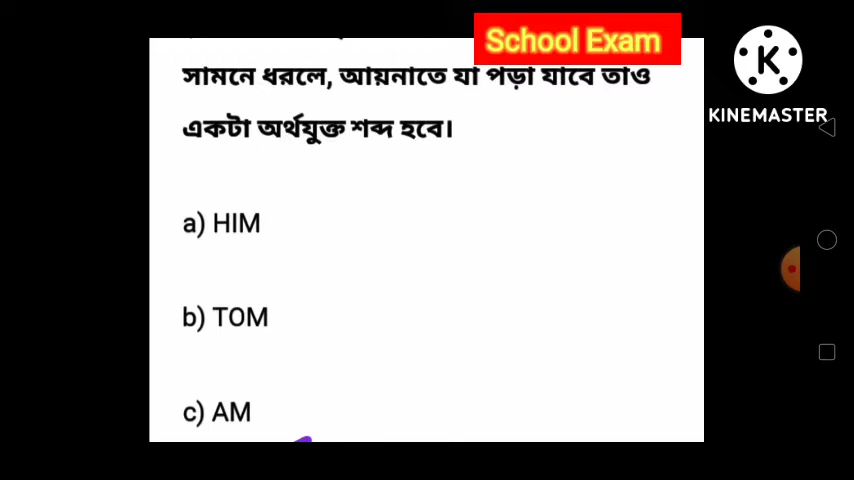 School Exam
সামনে ধরলে, আয়নাতে যা পড়া যাবে তাও
একটা অর্থযুক্ত শব্দ হবে।
KINEMASTER
a) HIM
b) TOM
c) AM